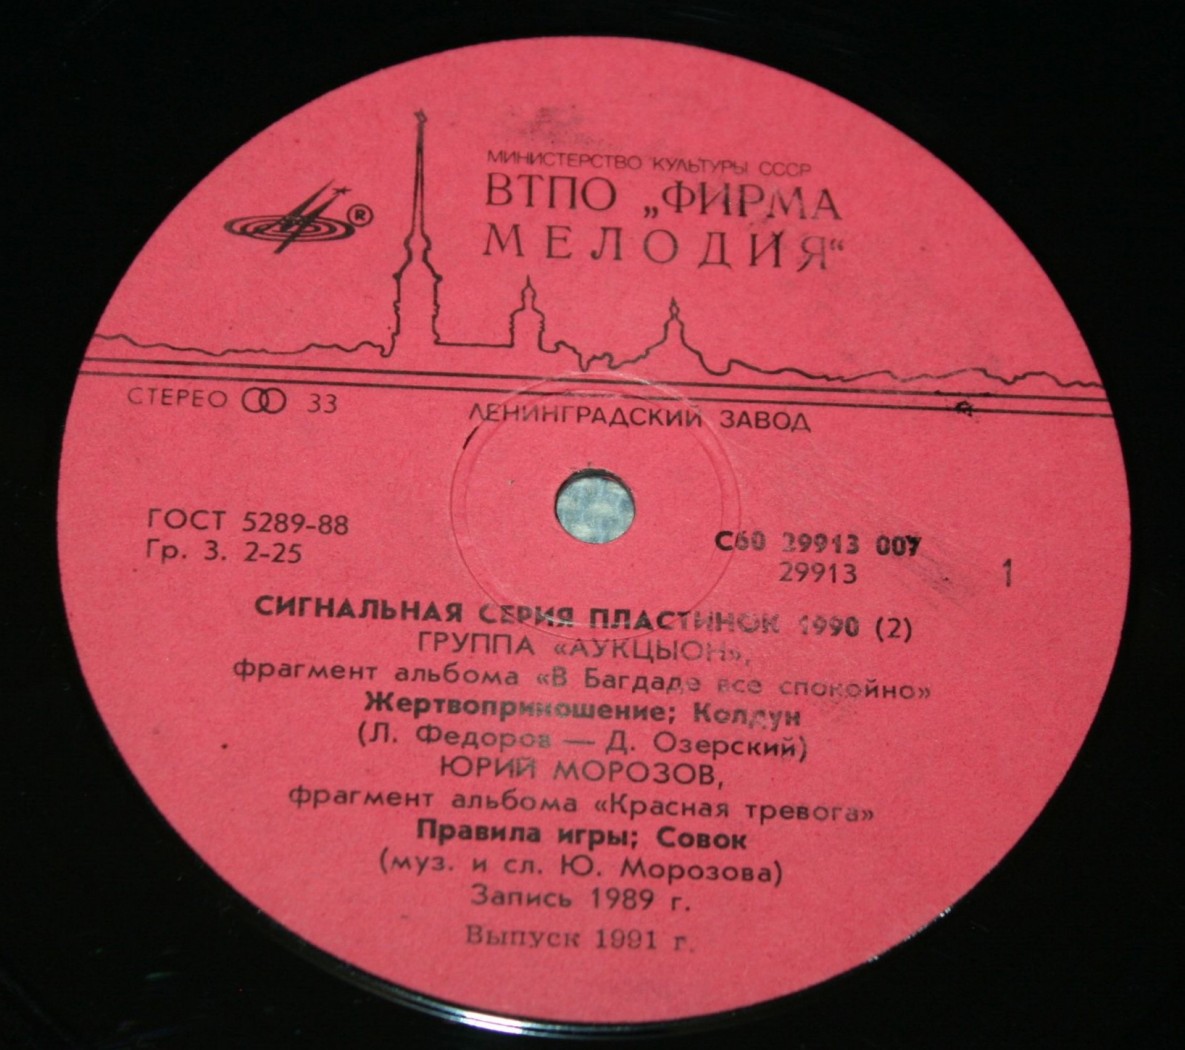 МИНИСТЕРСТВО КУЛЬТУРЫ СССР
ВТПО „ФИРМА
МЕЛОДИЯ“
®
СТЕРЕО 33
ЛЕНИНГРАДСКИЙ ЗАВОД
ГОСТ 5289-88
Гр. 3. 2-25
С60 29913 007
29913
1
СИГНАЛЬНАЯ СЕРИЯ ПЛАСТИНОК 1990 (2)
ГРУППА «АУКЦЫОН»,
фрагмент альбома «В Багдаде все спокойно»
Жертвоприношение; Колдун
(Л. Федоров — Д. Озерский)
ЮРИЙ МОРОЗОВ,
фрагмент альбома «Красная тревога»
Правила игры; Совок
(муз. и сл. Ю. Морозова)
Запись 1989 г.
Выпуск 1991 г.